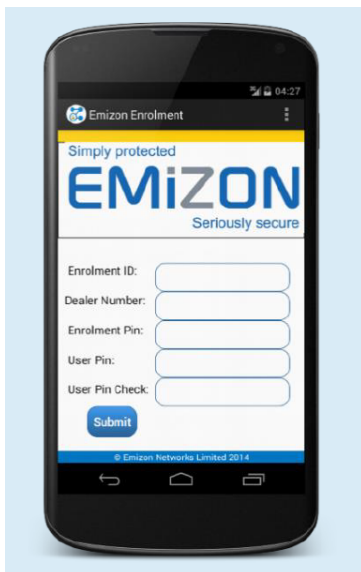 04:27
Emizon Enrolment
Simply protected
EMiZON
Seriously secure
Enrolment ID:
Dealer Number:
Enrolment Pin:
User Pin:
User Pin Check:
Submit
© Emizon Networks Limited 2014